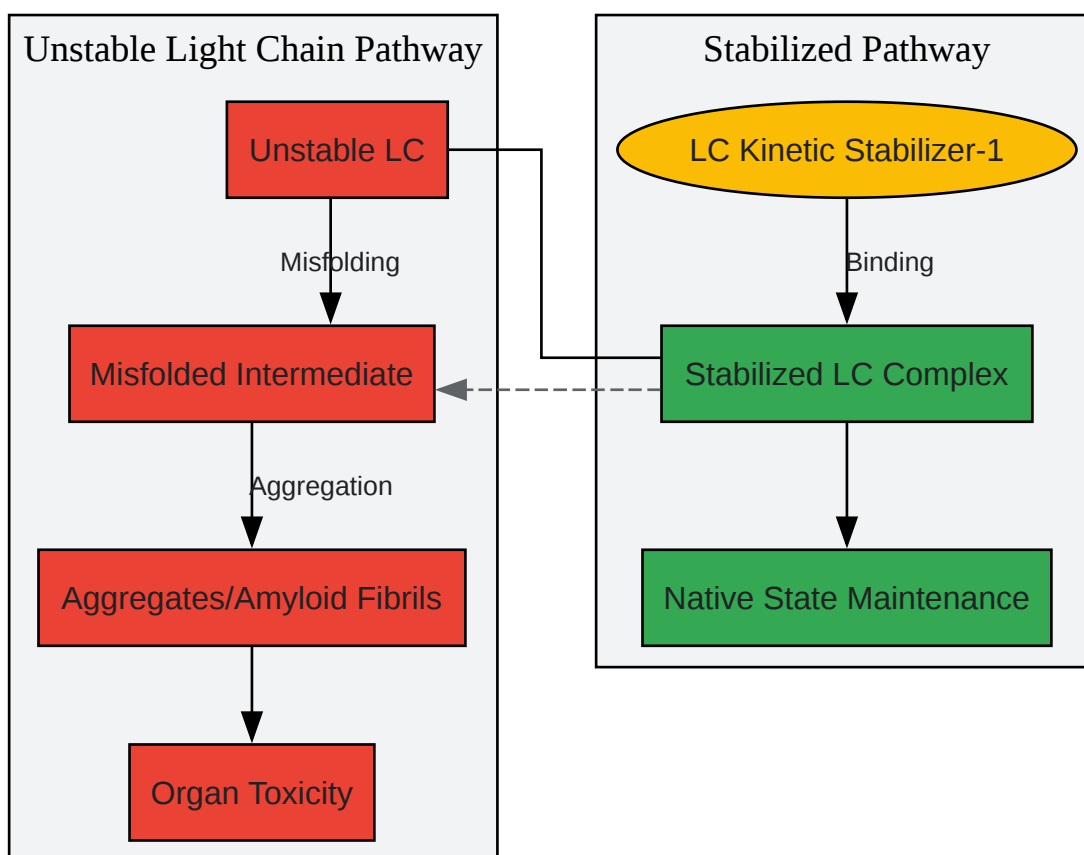 Unstable Light Chain Pathway
Unstable LC
Misfolding
Misfolded Intermediate
Aggregation
Aggregates/Amyloid Fibrils
Organ Toxicity
Stabilized Pathway
LC Kinetic Stabilizer-1
Binding
Stabilized LC Complex
Native State Maintenance